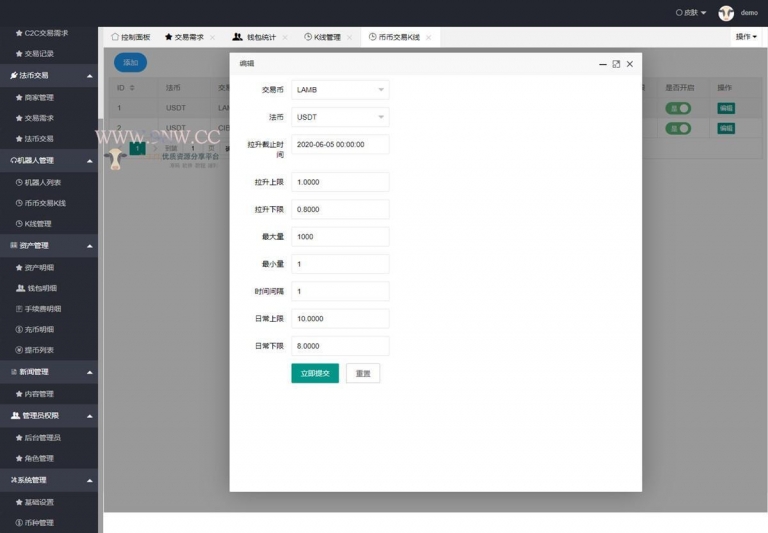 皮肤
demo
C2C交易需求
交易记录
法币交易
商家管理
交易需求
法币交易
机器人管理
机器人列表
币币交易K线
K线管理
资产管理
资产明细
钱包明细
手续费明细
充币明细
提币列表
新闻管理
内容管理
管理员权限
后台管理员
角色管理
系统管理
基础设置
币种管理
控制面板
交易需求
钱包统计
K线管理
币币交易K线
操作
添加
ID
法币
是否开启
操作
1
USDT
是
编辑
2
USDT
是
编辑
1
到第
1
页
优质资源分享平台
编辑
交易币
LAMB
法币
USDT
拉升截止时间
2020-06-05 00:00:00
拉升上限
1.0000
拉升下限
0.8000
最大量
1000
最小量
1
时间间隔
1
日常上限
10.0000
日常下限
8.0000
立即提交
重置